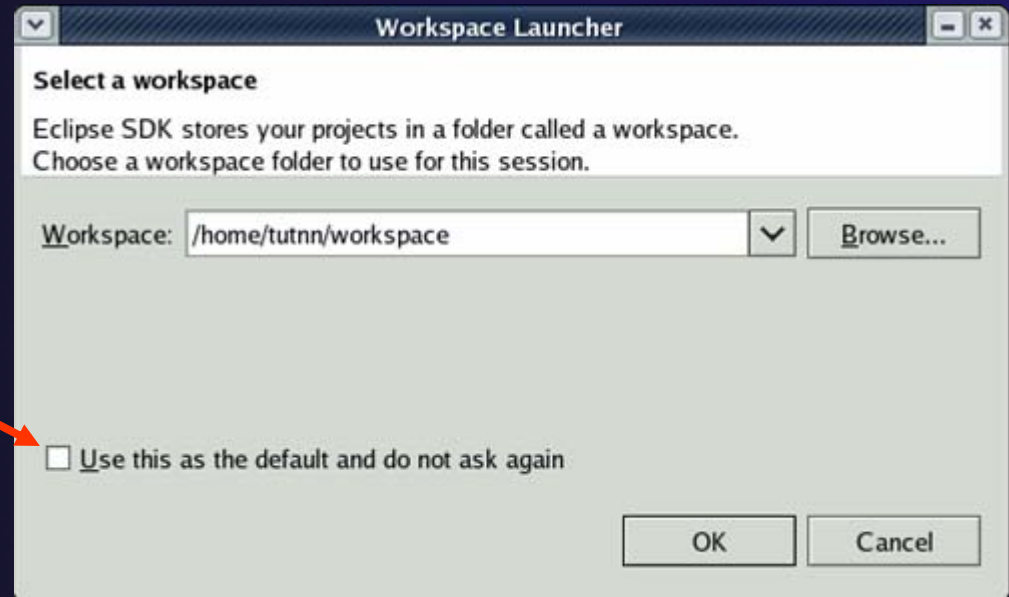 Workspace Launcher
Select a workspace
Eclipse SDK stores your projects in a folder called a workspace.
Choose a workspace folder to use for this session.
Workspace: /home/tutnn/workspace Browse...
Use this as the default and do not ask again
OK Cancel